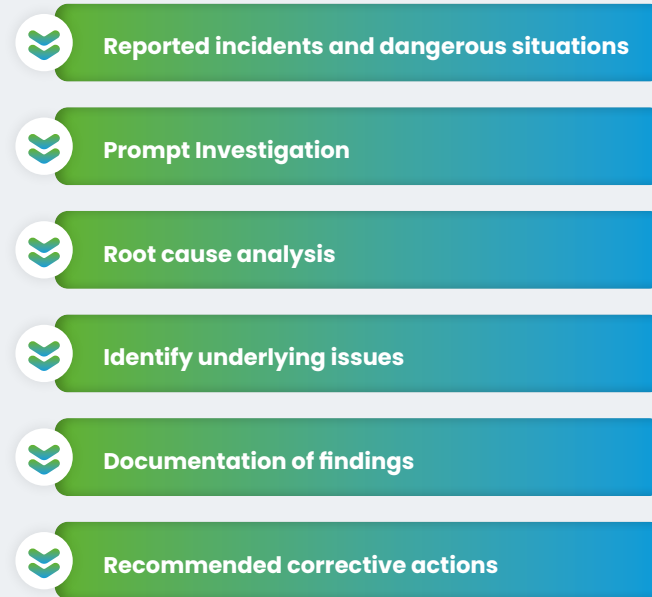 Reported incidents and dangerous situations
Prompt Investigation
Root cause analysis
Identify underlying issues
Documentation of findings
Recommended corrective actions